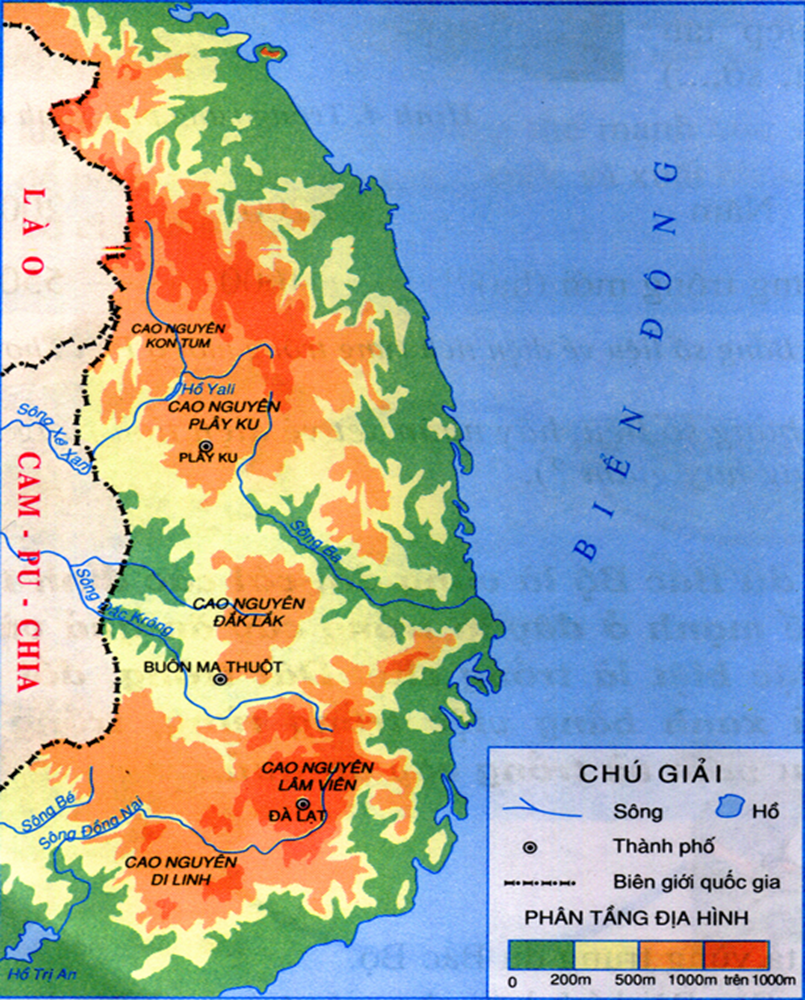 LÀO
BIỂN ĐÔNG
CAO NGUYÊN
KON TUM
Hồ Yali
CAO NGUYÊN
PLÂY KU
PLÂY KU
Sông Xê Xan
CAM - PU - CHIA
Sông Ba
Sông Đắc Krông
CAO NGUYÊN
ĐẮK LẮK
BUÔN MA THUỘT
CAO NGUYÊN
LÂM VIÊN
ĐÀ LẠT
Sông Bé
Sông Đồng Nai
CAO NGUYÊN
DI LINH
Hồ Trị An
CHÚ GIẢI
Sông
Hồ
Thành phố
Biên giới quốc gia
PHÂN TẦNG ĐỊA HÌNH
0 200m 500m 1000m trên 1000m